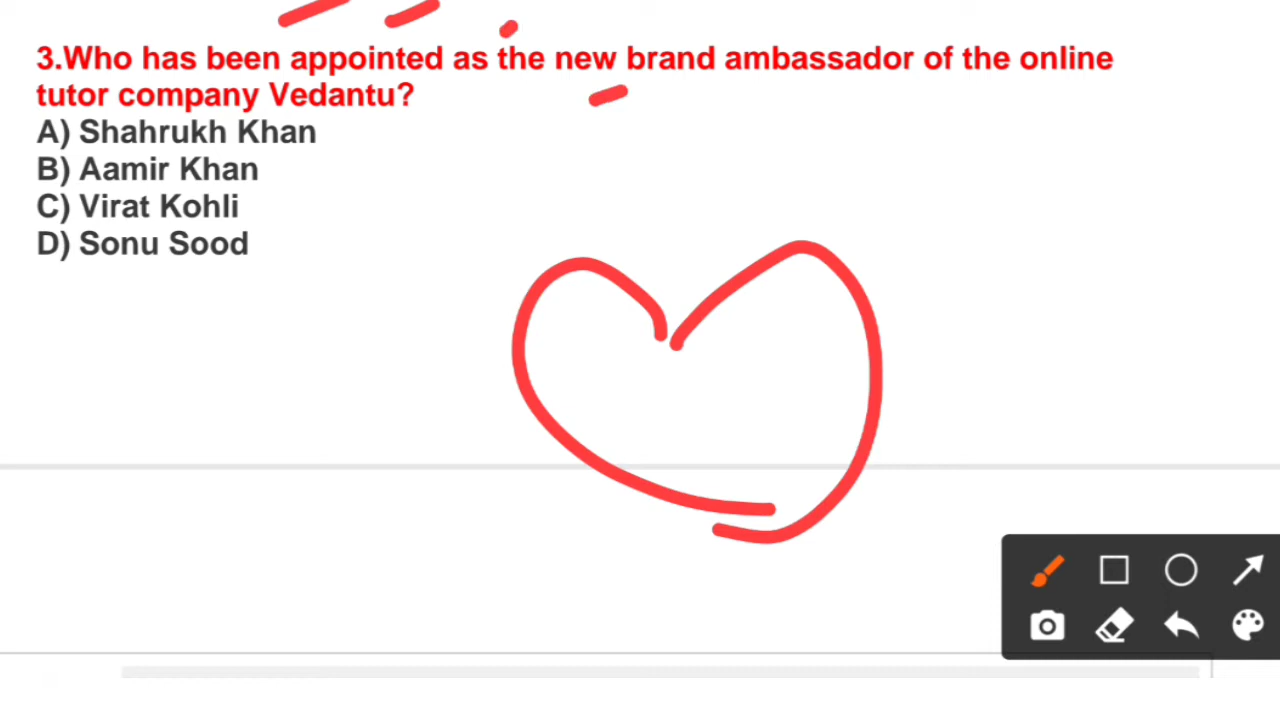 3.Who has been appointed as the new brand ambassador of the online
tutor company Vedantu?
A) Shahrukh Khan
B) Aamir Khan
C) Virat Kohli
D) Sonu Sood